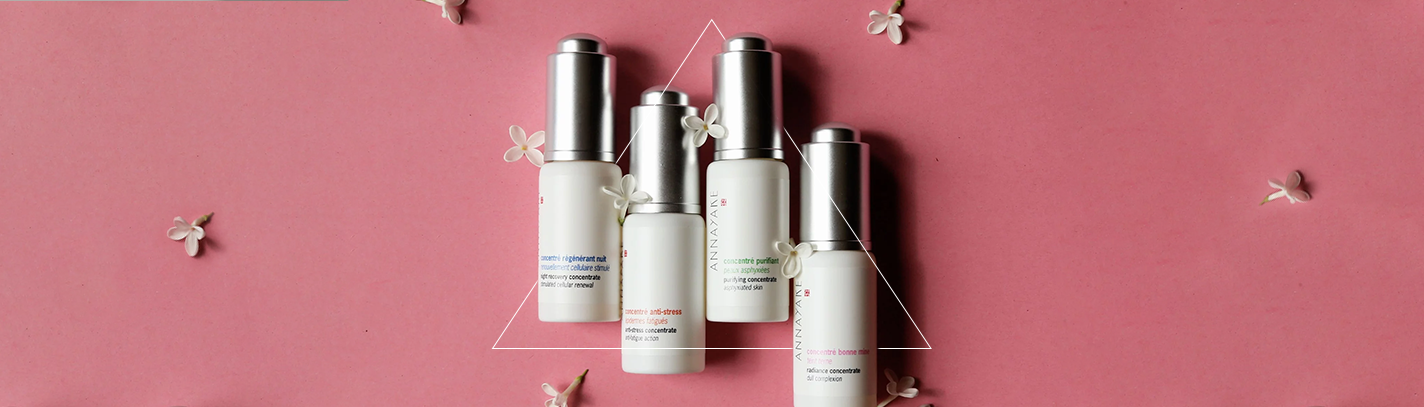 concentré régénérant nuit
renouvellement cellulaire stimulé
night recovery concentrate
stimulated cellular renewal
concentré anti-stress
épidermes fatigués
anti-stress concentrate
anti-fatigue action
ANNAYAKE
concentré purifiant
peaux asphyxiées
purifying concentrate
asphyxiated skin
ANNAYAKE
concentré bonne mine
teint terne
radiance concentrate
dull complexion